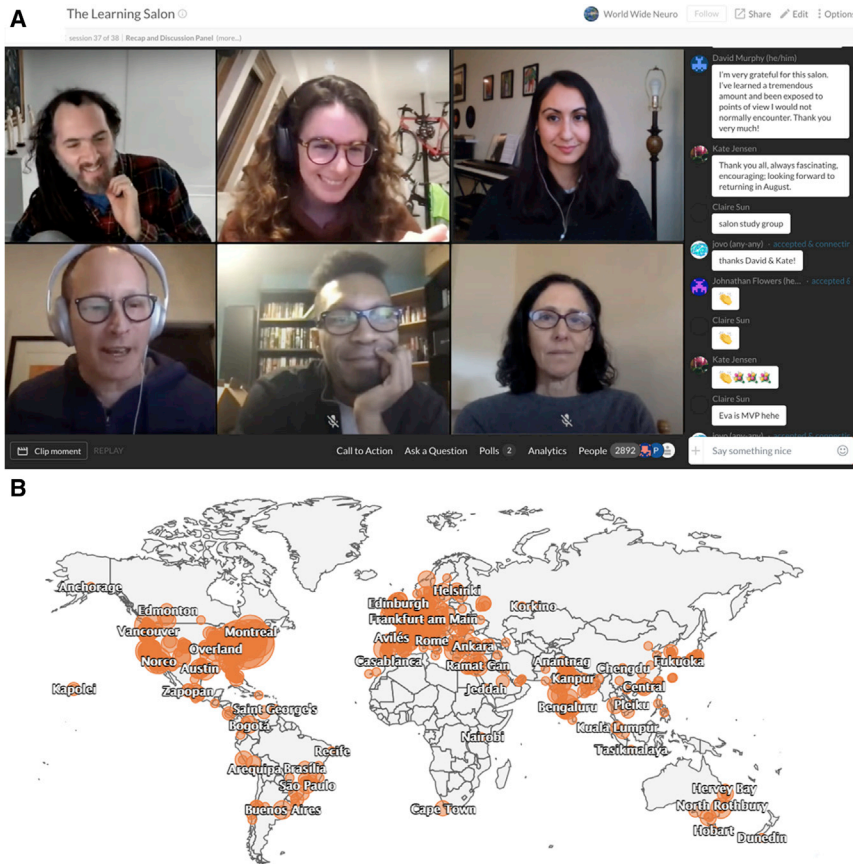 A
The Learning Salon
World Wide Neuro
Follow
Share
Edit
Options
session 37 of 38 | Recap and Discussion Panel (more...)
David Murphy (he/him)
I'm very grateful for this salon.
I've learned a tremendous
amount and been exposed to
points of view I would not
normally encounter. Thank you
very much!
Kate Jensen
Thank you all, always fascinating,
encouraging; looking forward to
returning in August.
Claire Sun
salon study group
jovo (any-any) · accepted & connectin
thanks David & Kate!
Johnathan Flowers (he... · accepted &
👏
Claire Sun
👏
Kate Jensen
Claire Sun
Eva is MVP hehe
jovo (any-any) · accepted & connectin
Clip moment
REPLAY
Call to Action
Ask a Question
Polls 2
Analytics
People 2892
P
Say something nice
B
Anchorage
Helsinki
Edmonton
Edinburgh
Korkino
Vancouver
Montreal
Frankfurt am Main
Overland
Avilés
Rome
Ankara
Norco
Austin
Casablanca
Ramat Gan
Anantnag
Chengdu
Fukuoka
Kapolei
Zapopan
Jeddah
Kanpur
Central
Saint George's
Bengaluru
Pleiku
Bogotá
Nairobi
Kuala Lumpur
Recife
Tasikmalaya
Arequipa
Brasília
São Paulo
Hervey Bay
Buenos Aires
Cape Town
North Rothbury
Hobart
Dunedin